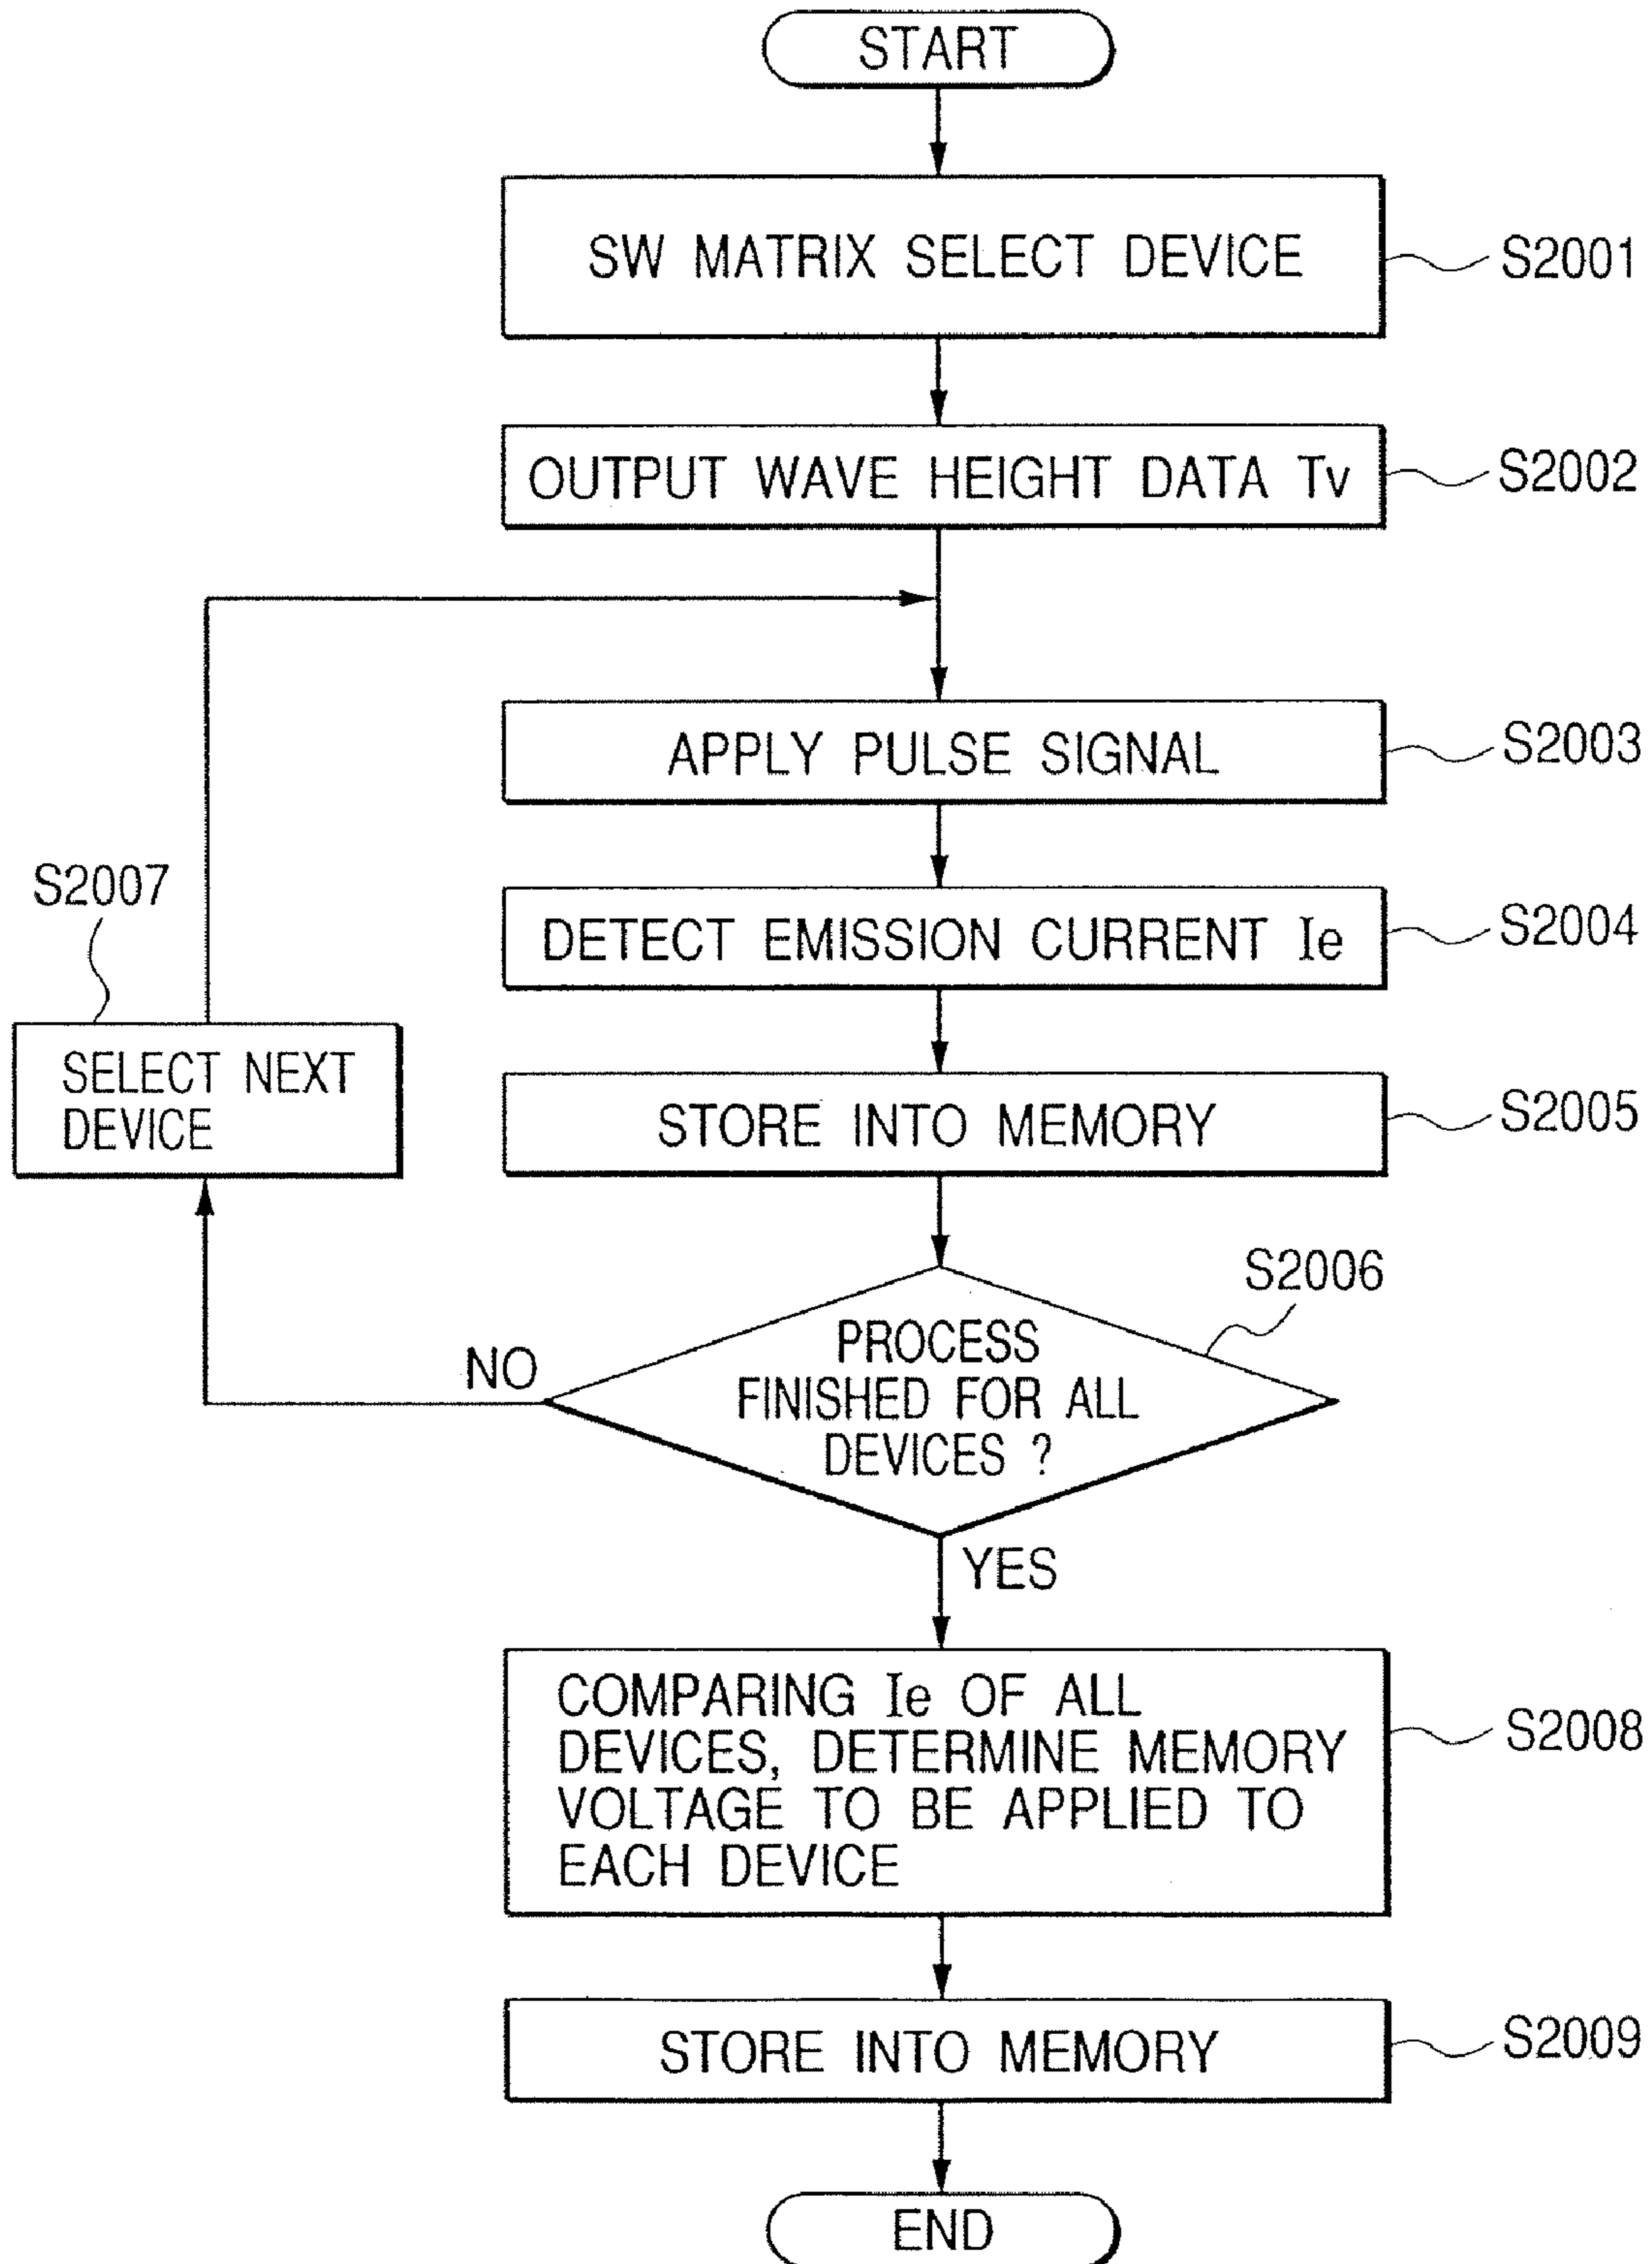 START
SW MATRIX SELECT DEVICE
S2001
OUTPUT WAVE HEIGHT DATA Tv
S2002
APPLY PULSE SIGNAL
S2003
DETECT EMISSION CURRENT Ie
S2004
S2007
SELECT NEXT
DEVICE
STORE INTO MEMORY
S2005
S2006
PROCESS
FINISHED FOR ALL
DEVICES ?
NO
YES
COMPARING Ie OF ALL
DEVICES, DETERMINE MEMORY
VOLTAGE TO BE APPLIED TO
EACH DEVICE
S2008
STORE INTO MEMORY
S2009
END